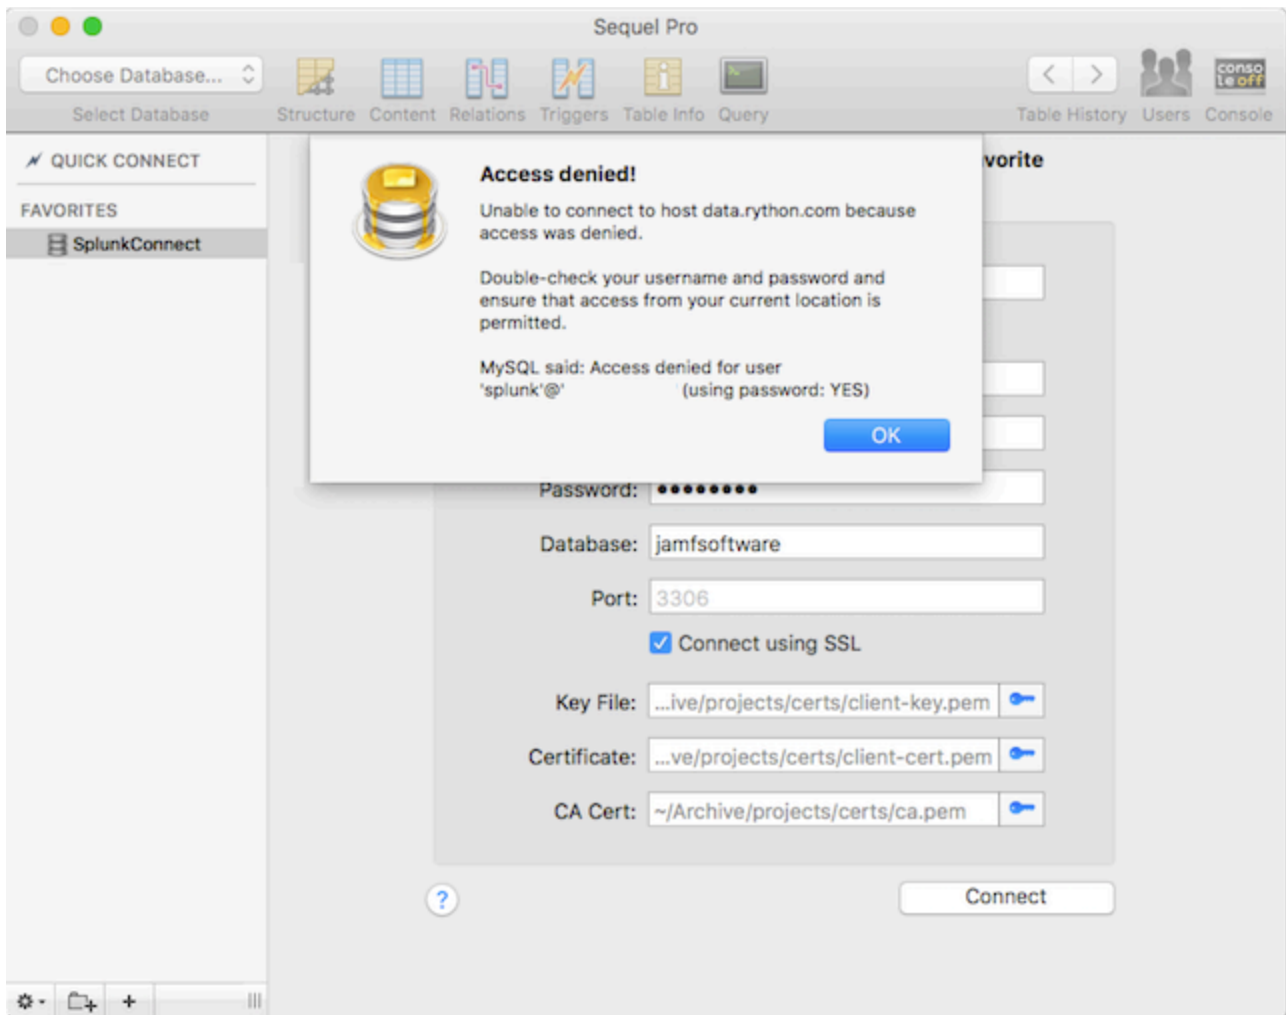 Sequel Pro
Choose Database...
Select Database
Structure
Content
Relations
Triggers
Table Info
Query
Table History
Users
conso
le off
Console
QUICK CONNECT
FAVORITES
SplunkConnect
vorite
Access denied!
Unable to connect to host data.rython.com because
access was denied.
Double-check your username and password and
ensure that access from your current location is
permitted.
MySQL said: Access denied for user
'splunk'@' ' (using password: YES)
OK
Password: ••••••••
Database: jamfsoftware
Port: 3306
Connect using SSL
Key File: ...ive/projects/certs/client-key.pem
Certificate: ...ve/projects/certs/client-cert.pem
CA Cert: ~/Archive/projects/certs/ca.pem
?
Connect